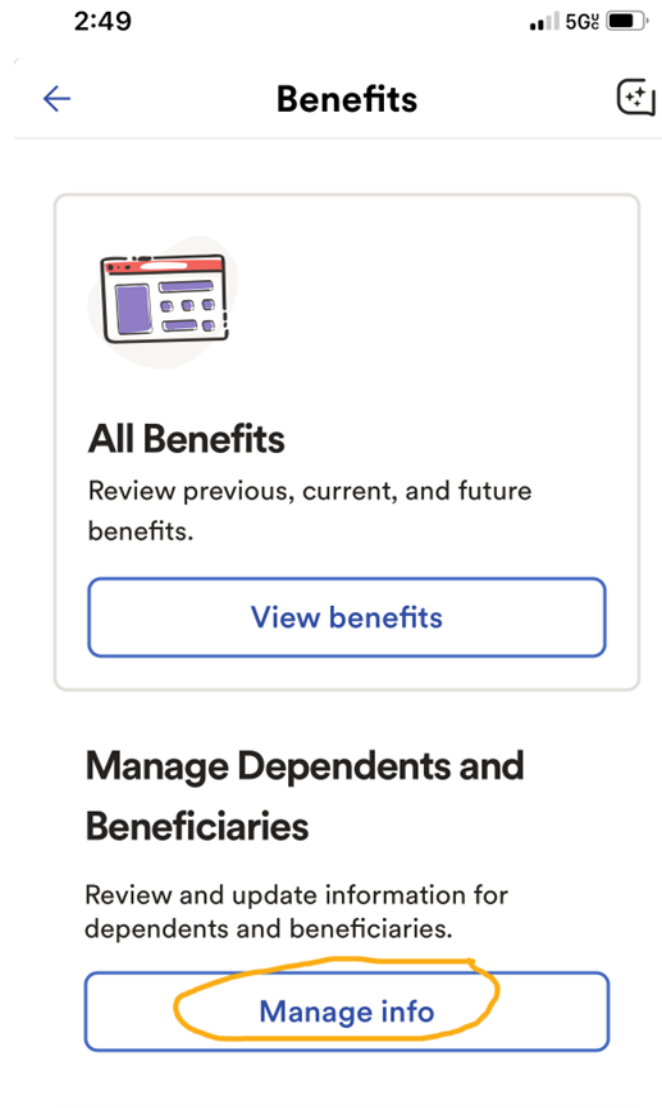 2:49
5G
Benefits
All Benefits
Review previous, current, and future
benefits.
View benefits
Manage Dependents and
Beneficiaries
Review and update information for
dependents and beneficiaries.
Manage info